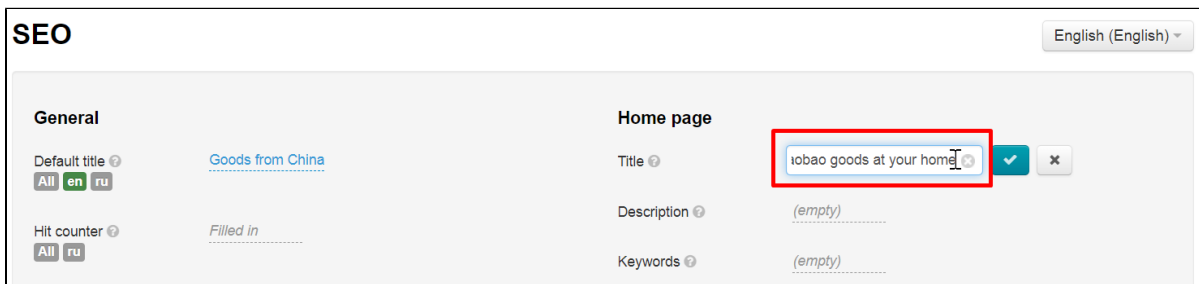 SEO
English (English)
General
Default title
Goods from China
All en ru
Hit counter
Filled in
All ru
Home page
Title
goods at your home
Description
(empty)
Keywords
(empty)